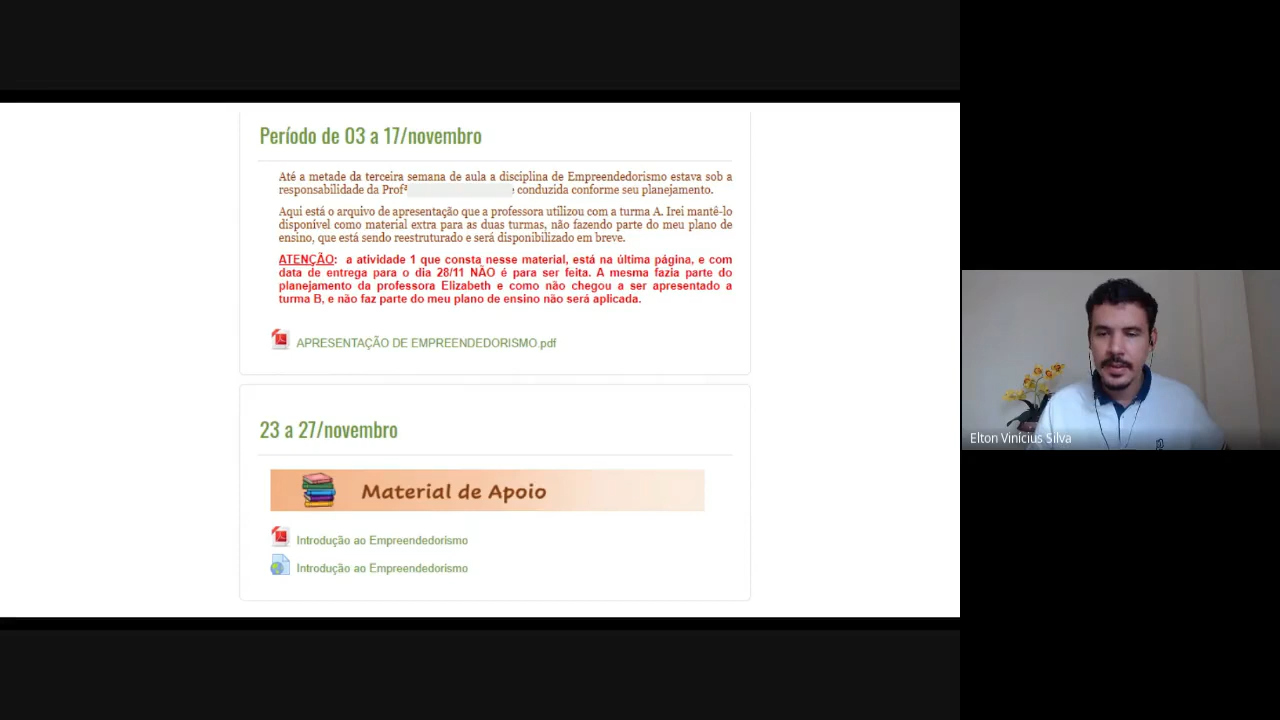 Período de 03 a 17/novembro
Até a metade da terceira semana de aula a disciplina de Empreendedorismo estava sob a
responsabilidade da Profª conduzida conforme seu planejamento.
Aqui está o arquivo de apresentação que a professora utilizou com a turma A. Irei mantê-lo
disponível como material extra para as duas turmas, não fazendo parte do meu plano de
ensino, que está sendo reestruturado e será disponibilizado em breve.
ATENÇÃO: a atividade 1 que consta nesse material, está na última página, e com
data de entrega para o dia 28/11 NÃO é para ser feita. A mesma fazia parte do
planejamento da professora Elizabeth e como não chegou a ser apresentado a
turma B, e não faz parte do meu plano de ensino não será aplicada.
APRESENTAÇÃO DE EMPREENDEDORISMO.pdf
23 a 27/novembro
Material de Apoio
Introdução ao Empreendedorismo
Introdução ao Empreendedorismo
Elton Vinícius Silva